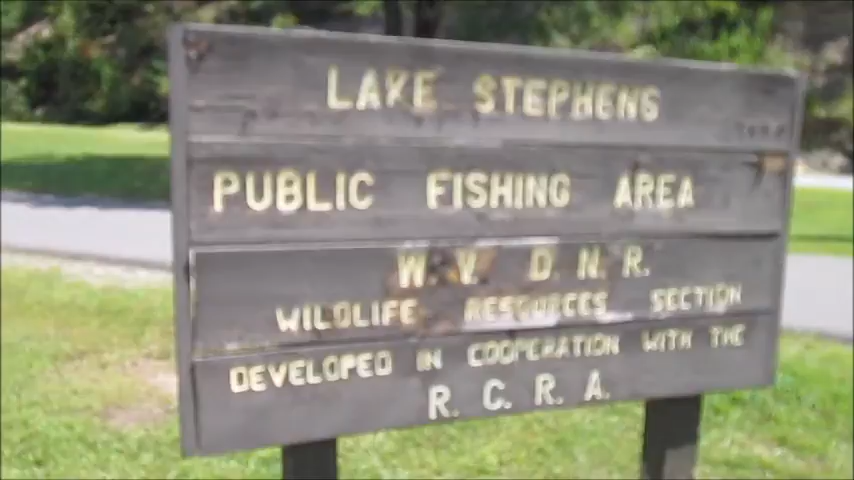 LAKE STEPHENS
PUBLIC FISHING AREA
W. V. D. N. R.
WILDLIFE RESOURCES SECTION
DEVELOPED IN COOPERATION WITH THE
R. C. R. A.